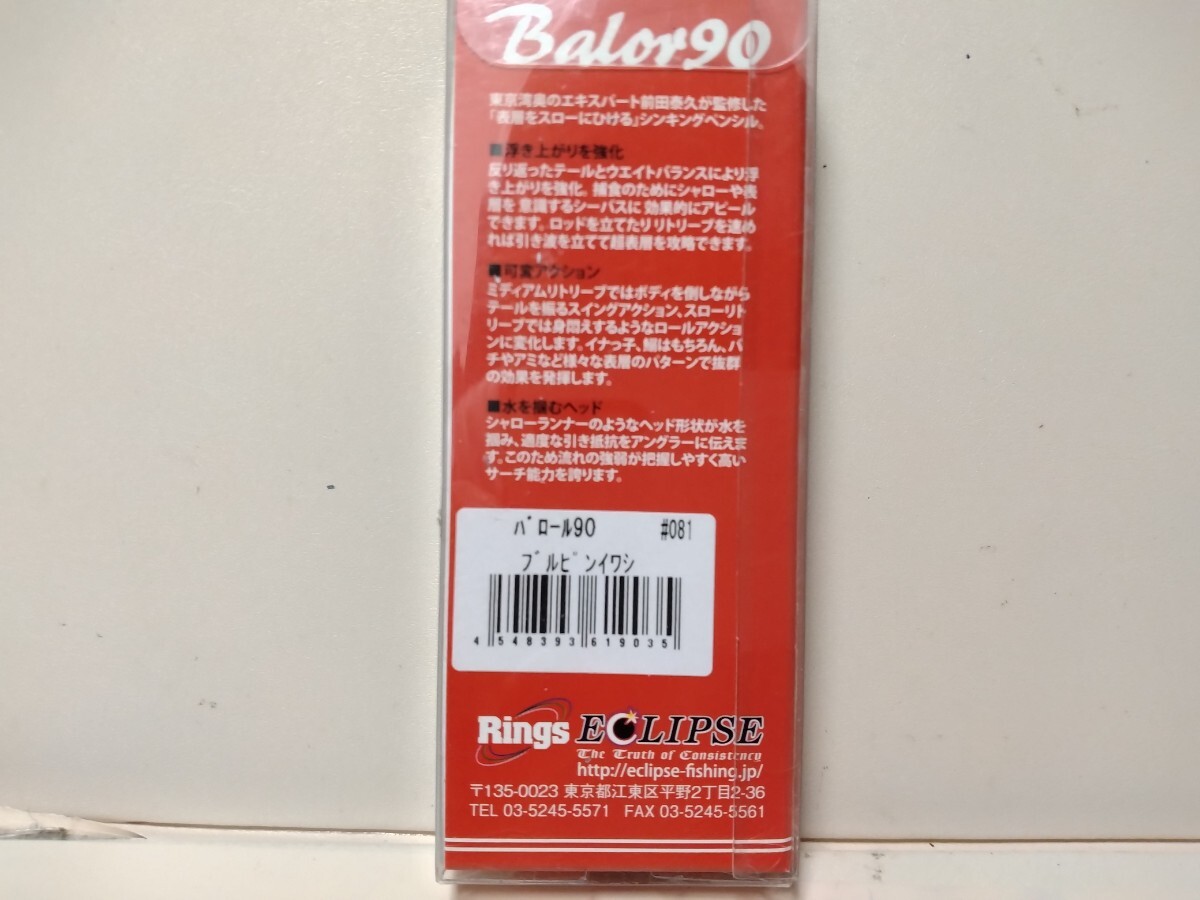 Balor90
東京湾奥のエキスパート前田泰久が監修した
「表層をスローにひける」シンキングペンシル。
■浮き上がりを強化
反り返ったテールとウエイトバランスにより浮
き上がりを強化。捕食のためにシャローや表
層を意識するシーバスに効果的にアピール
できます。ロッドを立てたりリトリーブを速め
れば引き波を立てて超表層を攻略できます。
■可変アクション
ミディアムリトリーブではボディを倒しながら
テールを振るスイングアクション、スローリト
リーブでは身悶えするようなロールアクショ
ンに変化します。イナっ子、鰯はもちろん、バ
チやアミなど様々な表層のパターンで抜群
の効果を発揮します。
■水を掴むヘッド
シャローランナーのようなヘッド形状が水を
掴み、適度な引き抵抗をアングラーに伝えま
す。このため流れの強弱が把握しやすく高い
サーチ能力を誇ります。
バロール90 #081
ブルピンイワシ
4 548393 619035
Rings ECLIPSE
The Truth of Consistency
http://eclipse-fishing.jp/
〒135-0023 東京都江東区平野2丁目2-36
TEL 03-5245-5571 FAX 03-5245-5561